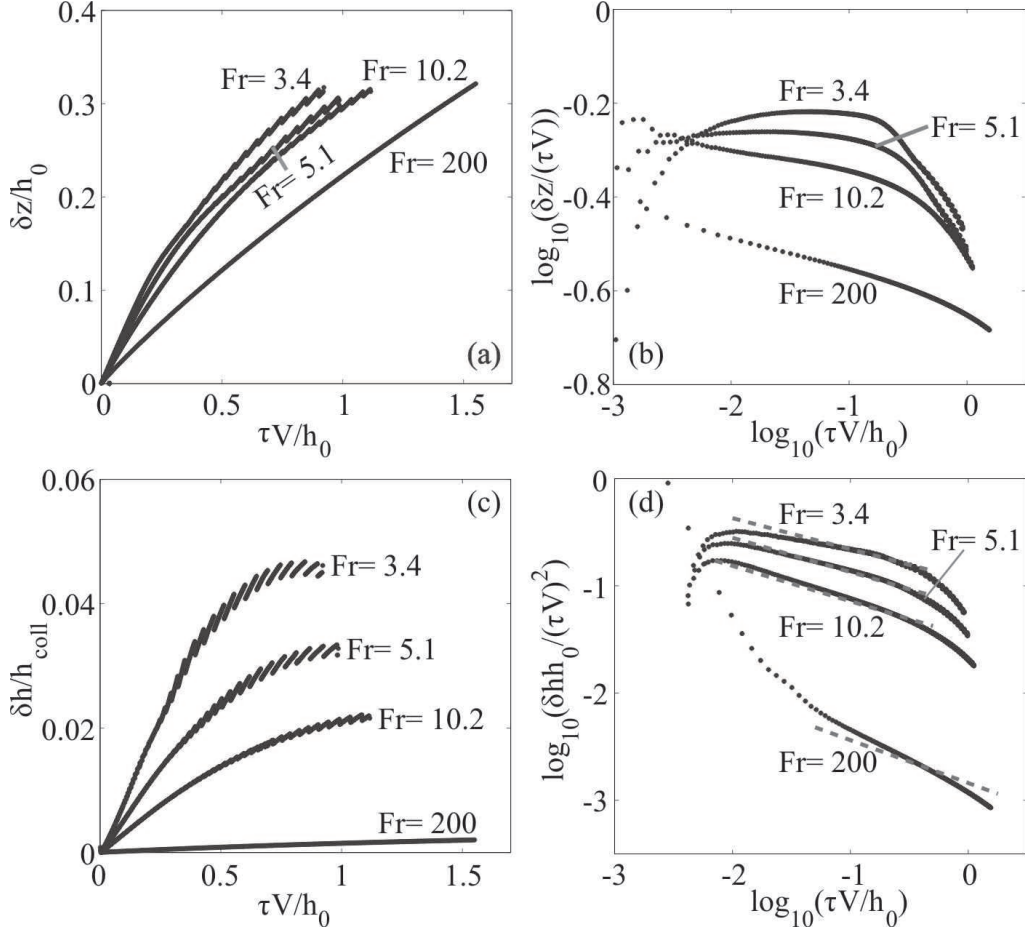 0.4
0.3
0.2
0.1
0
0
0.5
1
1.5
δz/h0
τV/h0
Fr= 3.4
Fr= 10.2
Fr= 5.1
Fr= 200
(a)
0
-0.2
-0.4
-0.6
-0.8
-3
-2
-1
0
log10(δz/(τV))
log10(τV/h0)
Fr= 3.4
Fr= 5.1
Fr= 10.2
Fr= 200
(b)
0.06
0.04
0.02
0
0
0.5
1
1.5
δh/hcoll
τV/h0
(c)
Fr= 3.4
Fr= 5.1
Fr= 10.2
Fr= 200
0
-1
-2
-3
-3
-2
-1
0
log10(δhh0/(τV)2)
log10(τV/h0)
(d)
Fr= 3.4
Fr= 5.1
Fr= 10.2
Fr= 200